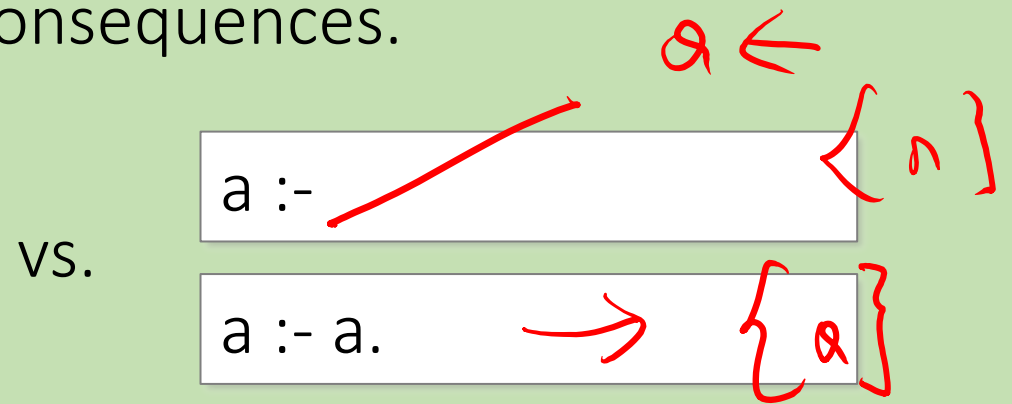 onsequences.
a ←
a :-
{ n }
vs.
a :- a.
→ { a }